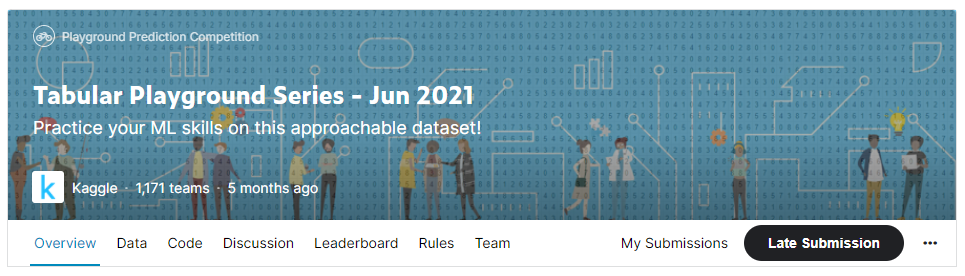 Playground Prediction Competition
Tabular Playground Series - Jun 2021
Practice your ML skills on this approachable dataset!
k Kaggle · 1,171 teams · 5 months ago
Overview Data Code Discussion Leaderboard Rules Team My Submissions Late Submission ...